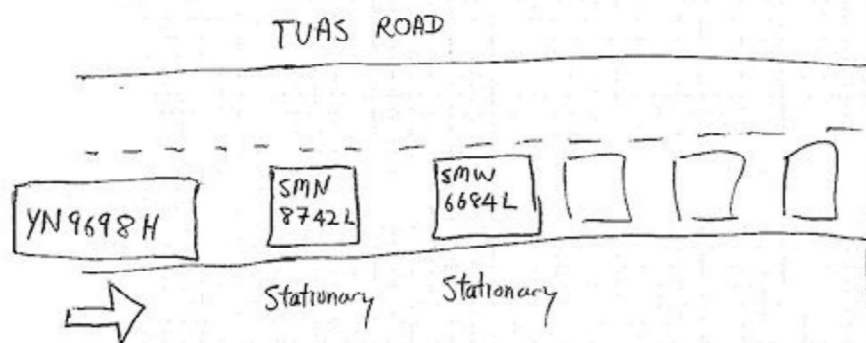 TUAS ROAD
YN9698H
SMN
8742L
SMW
6684L
Stationary
Stationary